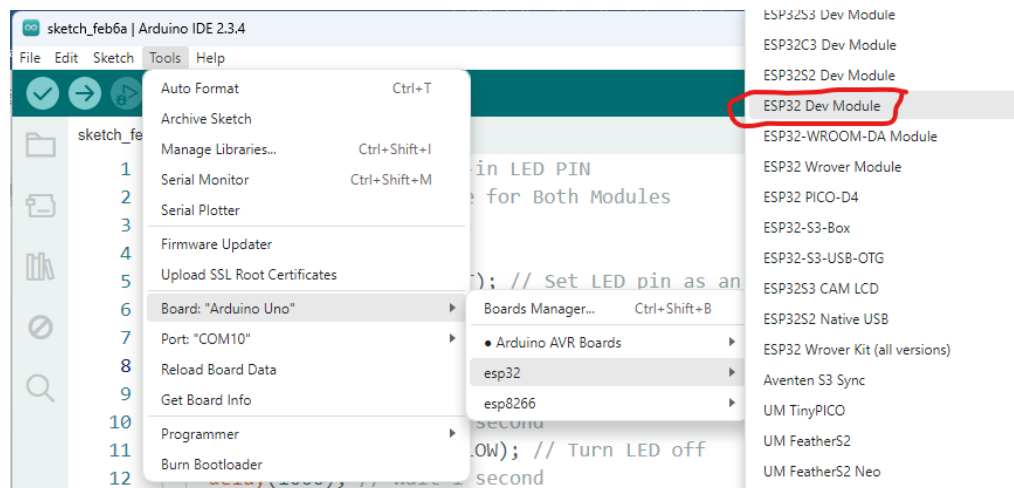 sketch_feb6a | Arduino IDE 2.3.4
File Edit Sketch Tools Help
sketch_fe
Auto Format Ctrl+T
Archive Sketch
Manage Libraries... Ctrl+Shift+I
Serial Monitor Ctrl+Shift+M
Serial Plotter
Firmware Updater
Upload SSL Root Certificates
Board: "Arduino Uno"
Port: "COM10"
Reload Board Data
Get Board Info
Programmer
Burn Bootloader
1 -in LED PIN
2 for Both Modules
3
4
5 ); // Set LED pin as an
6
7
8
9
10 second
11 OW); // Turn LED off
12 second
Boards Manager... Ctrl+Shift+B
• Arduino AVR Boards
esp32
esp8266
ESP32S3 Dev Module
ESP32C3 Dev Module
ESP32S2 Dev Module
ESP32 Dev Module
ESP32-WROOM-DA Module
ESP32 Wrover Module
ESP32 PICO-D4
ESP32-S3-Box
ESP32-S3-USB-OTG
ESP32S3 CAM LCD
ESP32S2 Native USB
ESP32 Wrover Kit (all versions)
Aventen S3 Sync
UM TinyPICO
UM FeatherS2
UM FeatherS2 Neo